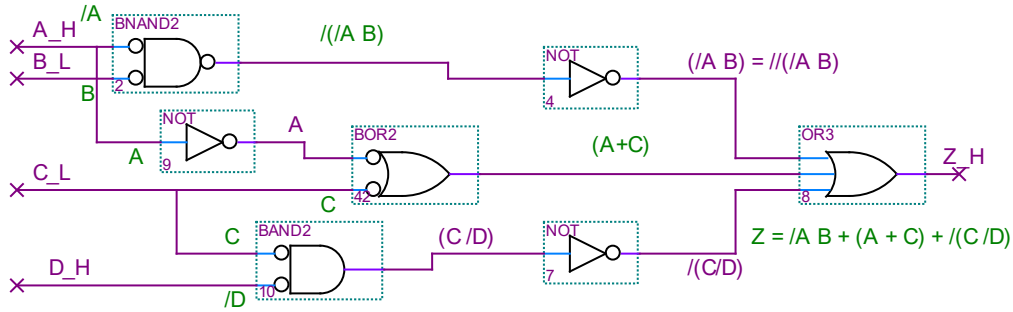 /A
A_H
BNAND2
/(/A B)
NOT
(/A B) = //(/A B)
B_L
2
4
B
NOT
A
BOR2
(A+C)
OR3
Z_H
A
9
C_L
42
8
C
C
BAND2
(C /D)
NOT
Z = /A B + (A + C) + /(C /D)
D_H
/D
10
7
/(C/D)